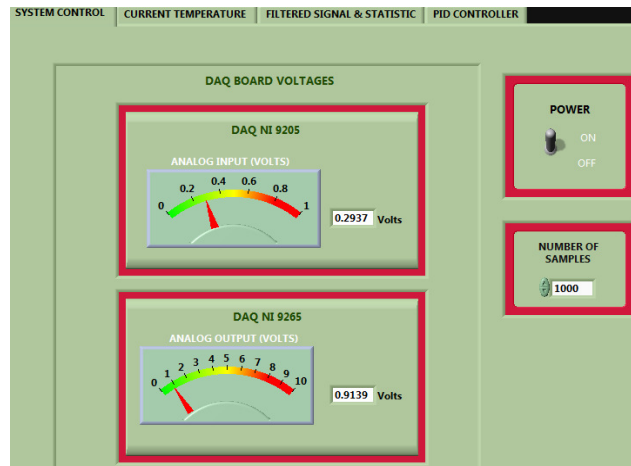 SYSTEM CONTROL
CURRENT TEMPERATURE
FILTERED SIGNAL & STATISTIC
PID CONTROLLER
DAQ BOARD VOLTAGES
DAQ NI 9205
ANALOG INPUT (VOLTS)
0 0.2 0.4 0.6 0.8 1
0.2937 Volts
DAQ NI 9265
ANALOG OUTPUT (VOLTS)
0 1 2 3 4 5 6 7 8 9 10
0.9139 Volts
POWER
ON
OFF
NUMBER OF
SAMPLES
1000